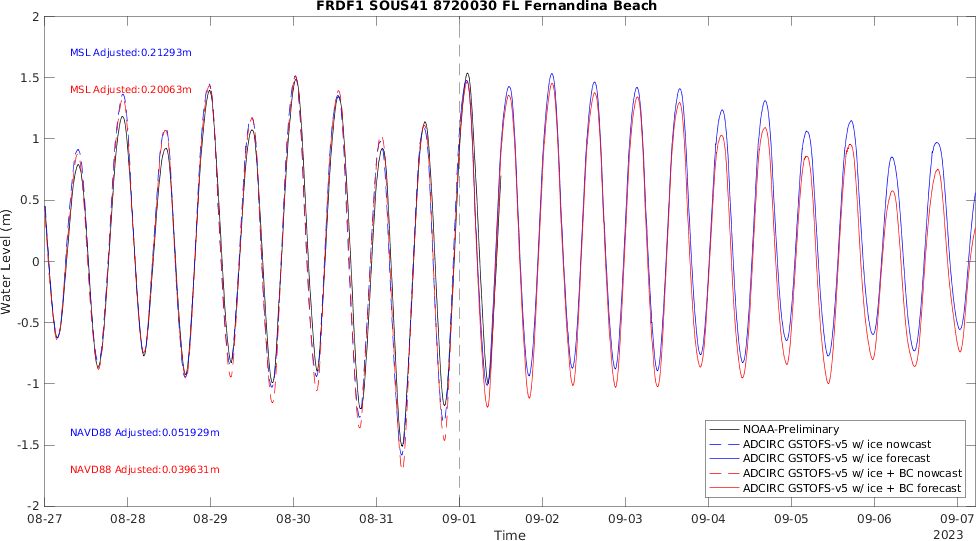 FRDF1 SOUS41 8720030 FL Fernandina Beach
2
1.5
1
0.5
0
-0.5
-1
-1.5
-2
Water Level (m)
MSL Adjusted:0.21293m
MSL Adjusted:0.20063m
NAVD88 Adjusted:0.051929m
NAVD88 Adjusted:0.039631m
NOAA-Preliminary
ADCIRC GSTOFS-v5 w/ ice nowcast
ADCIRC GSTOFS-v5 w/ ice forecast
ADCIRC GSTOFS-v5 w/ ice + BC nowcast
ADCIRC GSTOFS-v5 w/ ice + BC forecast
08-27 08-28 08-29 08-30 08-31 09-01 09-02 09-03 09-04 09-05 09-06 09-07
Time
2023